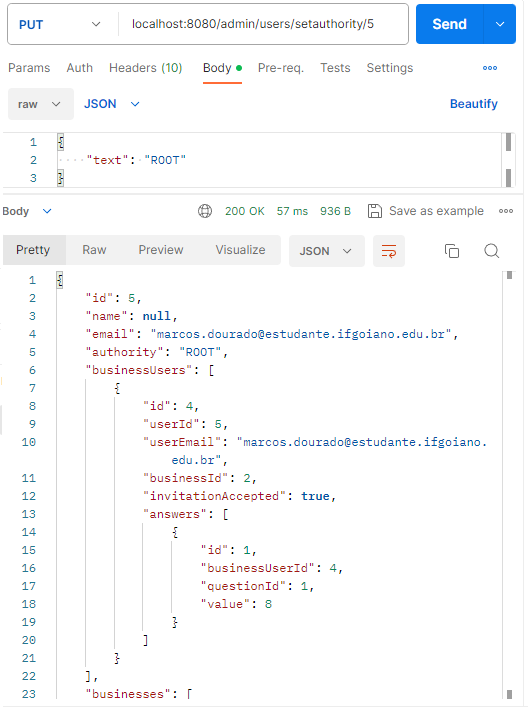 PUT localhost:8080/admin/users/setauthority/5 Send
Params Auth Headers (10) Body Pre-req. Tests Settings
raw JSON Beautify
1 {
2 "text": "ROOT"
3 }
Body 200 OK 57 ms 936 B Save as example
Pretty Raw Preview Visualize JSON
1 {
2 "id": 5,
3 "name": null,
4 "email": "marcos.dourado@estudante.ifgoiano.edu.br",
5 "authority": "ROOT",
6 "businessUsers": [
7 {
8 "id": 4,
9 "userId": 5,
10 "userEmail": "marcos.dourado@estudante.ifgoiano.
edu.br",
11 "businessId": 2,
12 "invitationAccepted": true,
13 "answers": [
14 {
15 "id": 1,
16 "businessUserId": 4,
17 "questionId": 1,
18 "value": 8
19 }
20 ]
21 }
22 ],
23 "businesses": [